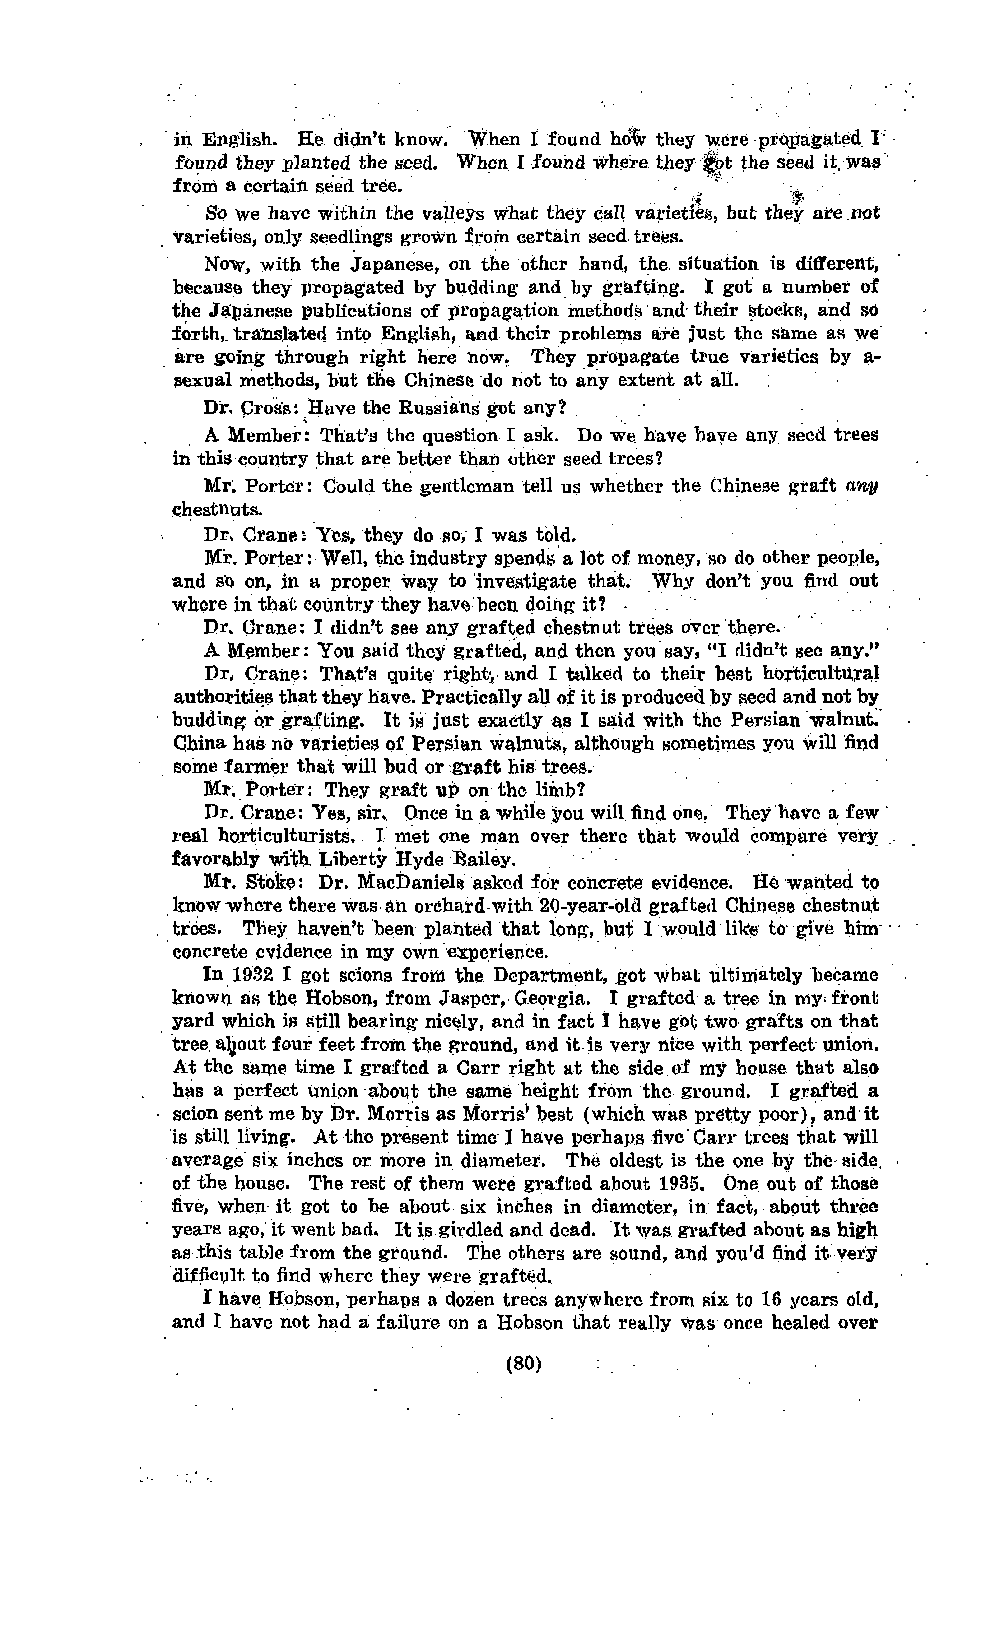 in English. He didn't know. When I found how they were propagated I
found they planted the seed. When I found where they got the seed it was
from a certain seed tree.
So we have within the valleys what they call varieties, but they are not
varieties, only seedlings grown from certain seed trees.
Now, with the Japanese, on the other hand, the situation is different,
because they propagated by budding and by grafting. I got a number of
the Japanese publications of propagation methods and their stocks, and so
forth, translated into English, and their problems are just the same as we
are going through right here now. They propagate true varieties by a-
sexual methods, but the Chinese do not to any extent at all.
Dr. Cross: Have the Russians got any?
A Member: That's the question I ask. Do we have have any seed trees
in this country that are better than other seed trees?
Mr. Porter: Could the gentleman tell us whether the Chinese graft any
chestnuts.
Dr. Crane: Yes, they do so, I was told.
Mr. Porter: Well, the industry spends a lot of money, so do other people,
and so on, in a proper way to investigate that. Why don't you find out
where in that country they have been doing it?
Dr. Crane: I didn't see any grafted chestnut trees over there.
A Member: You said they grafted, and then you say, "I didn't see any."
Dr. Crane: That's quite right, and I talked to their best horticultural
authorities that they have. Practically all of it is produced by seed and not by
budding or grafting. It is just exactly as I said with the Persian walnut.
China has no varieties of Persian walnuts, although sometimes you will find
some farmer that will bud or graft his trees.
Mr. Porter: They graft up on the limb?
Dr. Crane: Yes, sir. Once in a while you will find one. They have a few
real horticulturists. I met one man over there that would compare very
favorably with Liberty Hyde Bailey.
Mr. Stoke: Dr. MacDaniels asked for concrete evidence. He wanted to
know where there was an orchard with 20-year-old grafted Chinese chestnut
trees. They haven't been planted that long, but I would like to give him
concrete evidence in my own experience.
In 1932 I got scions from the Department, got what ultimately became
known as the Hobson, from Jasper, Georgia. I grafted a tree in my front
yard which is still bearing nicely, and in fact I have got two grafts on that
tree about four feet from the ground, and it is very nice with perfect union.
At the same time I grafted a Carr right at the side of my house that also
has a perfect union about the same height from the ground. I grafted a
scion sent me by Dr. Morris as Morris' best (which was pretty poor), and it
is still living. At the present time I have perhaps five Carr trees that will
average six inches or more in diameter. The oldest is the one by the side
of the house. The rest of them were grafted about 1935. One out of those
five, when it got to be about six inches in diameter, in fact, about three
years ago, it went bad. It is girdled and dead. It was grafted about as high
as this table from the ground. The others are sound, and you'd find it very
difficult to find where they were grafted.
I have Hobson, perhaps a dozen trees anywhere from six to 16 years old,
and I have not had a failure on a Hobson that really was once healed over
(80)